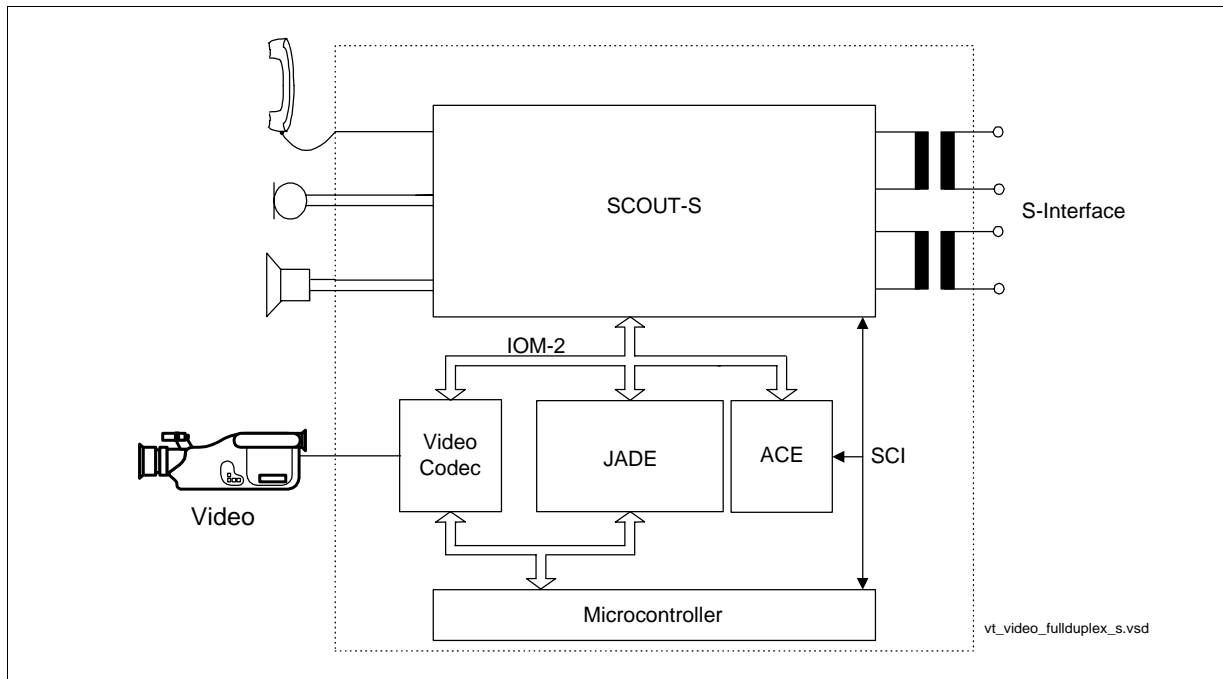 SCOUT-S
S-Interface
IOM-2
Video
Codec
JADE
ACE
SCI
Video
Microcontroller
vt_video_fullduplex_s.vsd